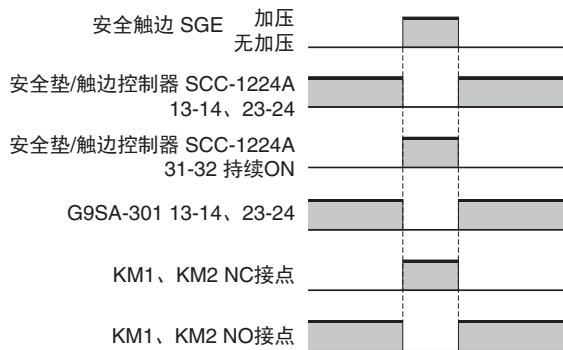 安全触边 SGE 加压
无加压
安全垫/触边控制器 SCC-1224A
13-14、23-24
安全垫/触边控制器 SCC-1224A
31-32 持续ON
G9SA-301 13-14、23-24
KM1、KM2 NC接点
KM1、KM2 NO接点